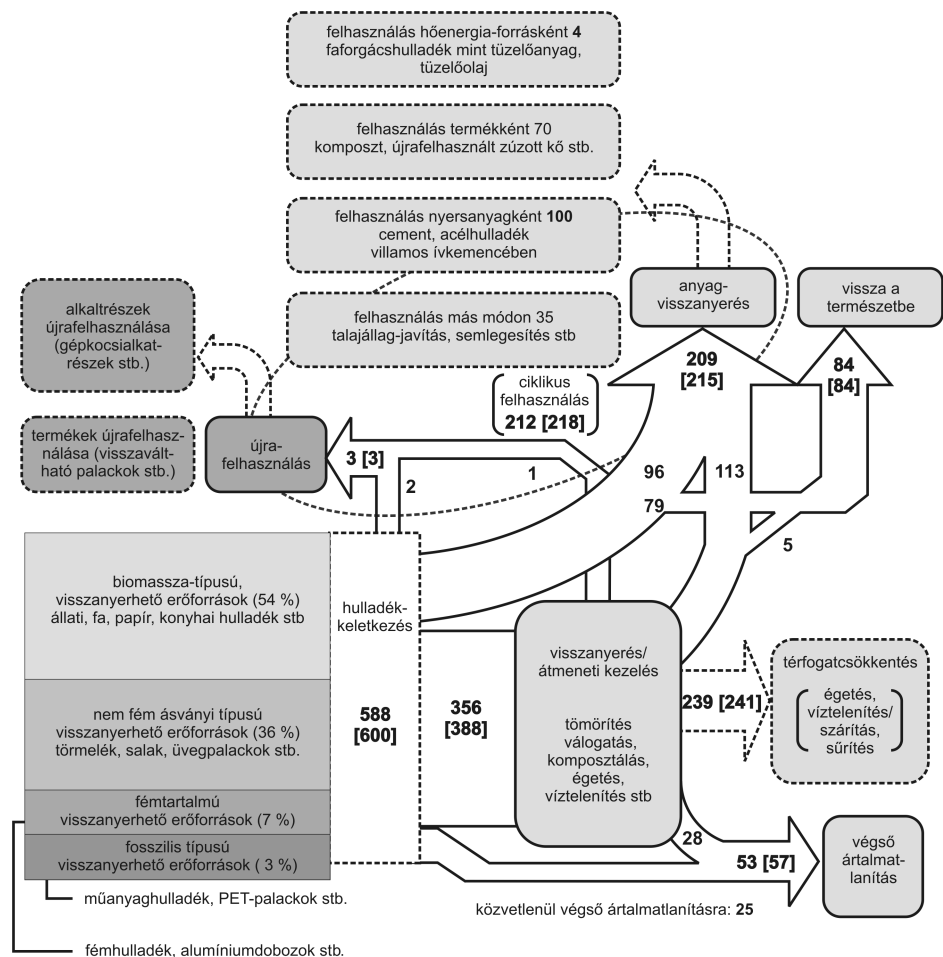 felhasználás hőenergia-forrásként 4
faforgácshulladék mint tüzelőanyag,
tüzelőolaj
felhasználás termékként 70
komposzt, újrafelhasznált zúzott kő stb.
felhasználás nyersanyagként 100
cement, acélhulladék
villamos ívkemencében
felhasználás más módon 35
talajállag-javítás, semlegesítés stb
anyag-
visszanyerés
vissza a
természetbe
alkaltrészek
újrafelhasználása
(gépkocsialkat-
részek stb.)
termékek újrafelhasz-
nálása (visszavált-
ható palackok stb.)
újra-
felhasználás
ciklikus
felhasználás
212 [218]
209
[215]
84
[84]
3 [3]
2
1
96
113
79
5
biomassza-típusú,
visszanyerhető erőforrások (54 %)
állati, fa, papír, konyhai hulladék stb
nem fém ásványi típusú
visszanyerhető erőforrások (36 %)
törmelék, salak, üvegpalackok stb.
fémtartalmú
visszanyerhető erőforrások (7 %)
fosszilis típusú
visszanyerhető erőforrások ( 3 %)
műanyaghulladék, PET-palackok stb.
fémhulladék, alumíniumdobozok stb.
hulladék-
keletkezés
588
[600]
356
[388]
visszanyerés/
átmeneti kezelés
tömörítés
válogatás,
komposztálás,
égetés,
víztelenítés stb
239 [241]
térfogatcsökkentés
égetés,
víztelenítés/
szárítás,
sűrítés
28
53 [57]
végső
ártalmat-
lanítás
közvetlenül végső ártalmatlanításra: 25